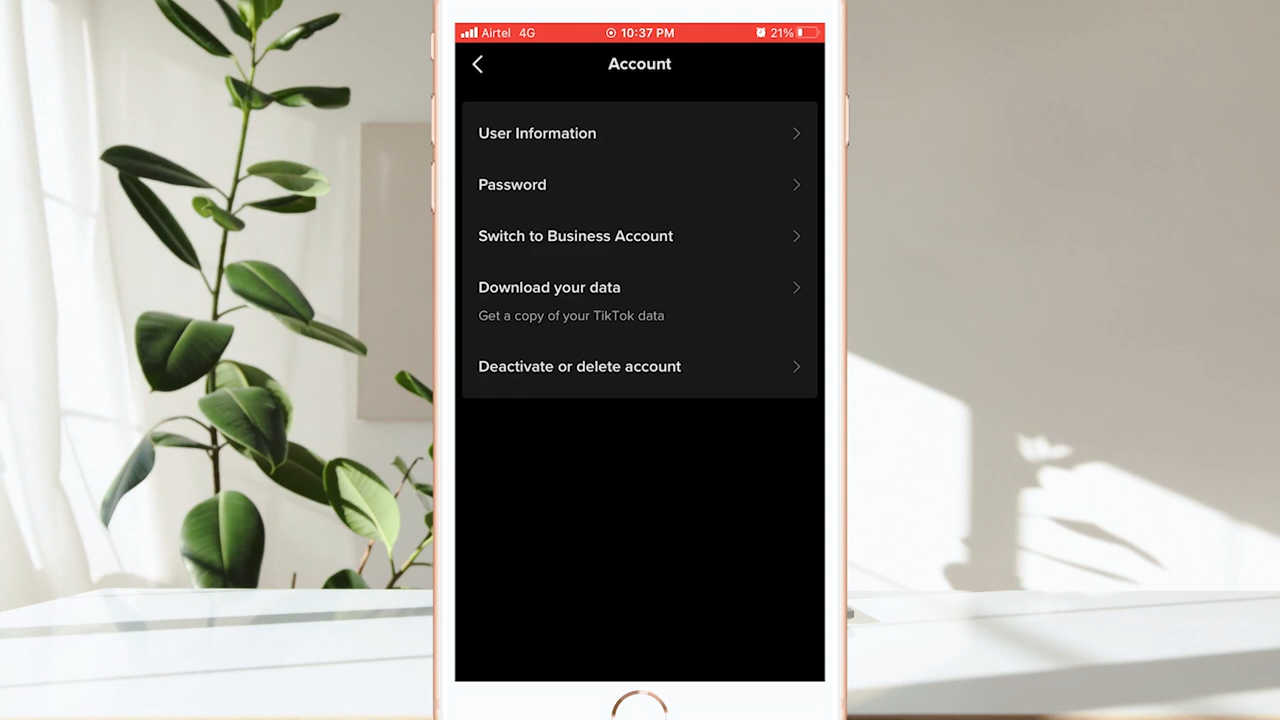 Airtel 4G 10:37 PM 21%
Account
User Information
Password
Switch to Business Account
Download your data
Get a copy of your TikTok data
Deactivate or delete account